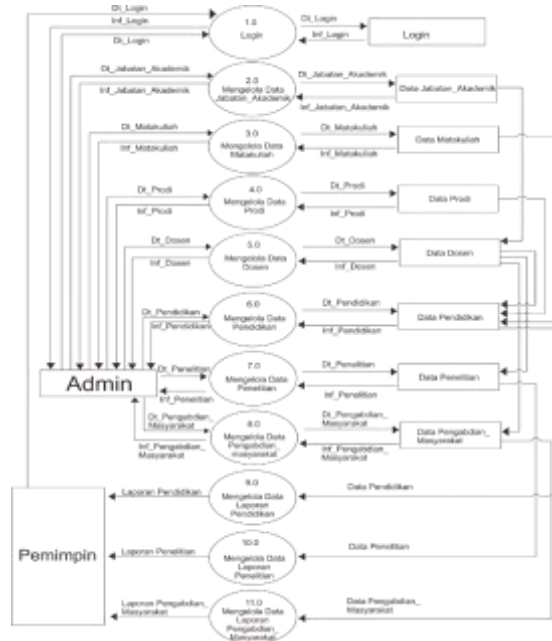 Dt_Login
Inf_Login
Dt_Login
1.0
Login
Dt_Login
Inf_Login
Login
Dt_Jabatan_Akademik
Inf_Jabatan_Akademik
2.0
Mengelola Data
Jabatan_Akademik
Dt_Jabatan_Akademik
Inf_Jabatan_Akademik
Data Jabatan_Akademik
Dt_Matakuliah
Inf_Matakuliah
3.0
Mengelola Data
Matakuliah
Dt_Matakuliah
Inf_Matakuliah
Data Matakuliah
Dt_Prodi
Inf_Prodi
4.0
Mengelola Data
Prodi
Dt_Prodi
Inf_Prodi
Data Prodi
Dt_Dosen
Inf_Dosen
5.0
Mengelola Data
Dosen
Dt_Dosen
Inf_Dosen
Data Dosen
Dt_Pendidikan
Inf_Pendidikan
6.0
Mengelola Data
Pendidikan
Dt_Pendidikan
Inf_Pendidikan
Data Pendidikan
Admin
Dt_Penelitian
Inf_Penelitian
7.0
Mengelola Data
Penelitian
Dt_Penelitian
Inf_Penelitian
Data Penelitian
Dt_Pengabdian_
Masyarakat
Inf_Pengabdian_
Masyarakat
8.0
Mengelola Data
Pengabdian_
masyarakat
Dt_Pengabdian_
Masyarakat
Inf_Pengabdian_
Masyarakat
Data Pengabdian_
Masyarakat
Pemimpin
Laporan Pendidikan
9.0
Mengelola Data
Laporan
Pendidikan
Data Pendidikan
Laporan Penelitian
10.0
Mengelola Data
Laporan
Penelitian
Data Penelitian
Laporan Pengabdian_
Masyarakat
11.0
Mengelola Data
Laporan
Pengabdian_
Masyarakat
Data Pengabdian_
Masyarakat